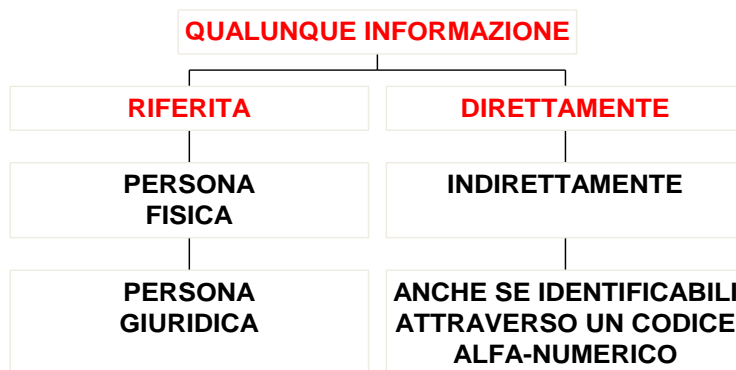 QUALUNQUE INFORMAZIONE
RIFERITA
DIRETTAMENTE
PERSONA
FISICA
INDIRETTAMENTE
PERSONA
GIURIDICA
ANCHE SE IDENTIFICABILI
ATTRAVERSO UN CODICE
ALFA-NUMERICO